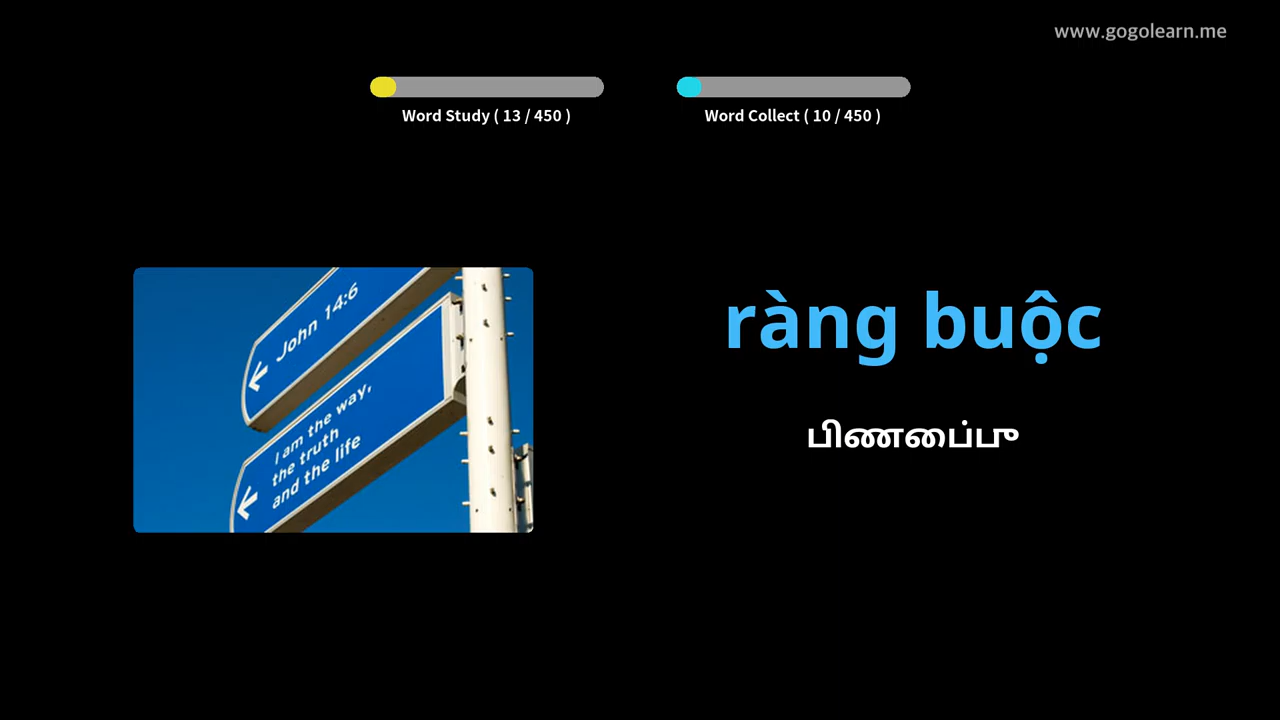 www.gogolearn.me
Word Study ( 13 / 450 )
Word Collect ( 10 / 450 )
John 14:6
I am the way,
the truth
and the life
ràng buộc
பிணைப்பு